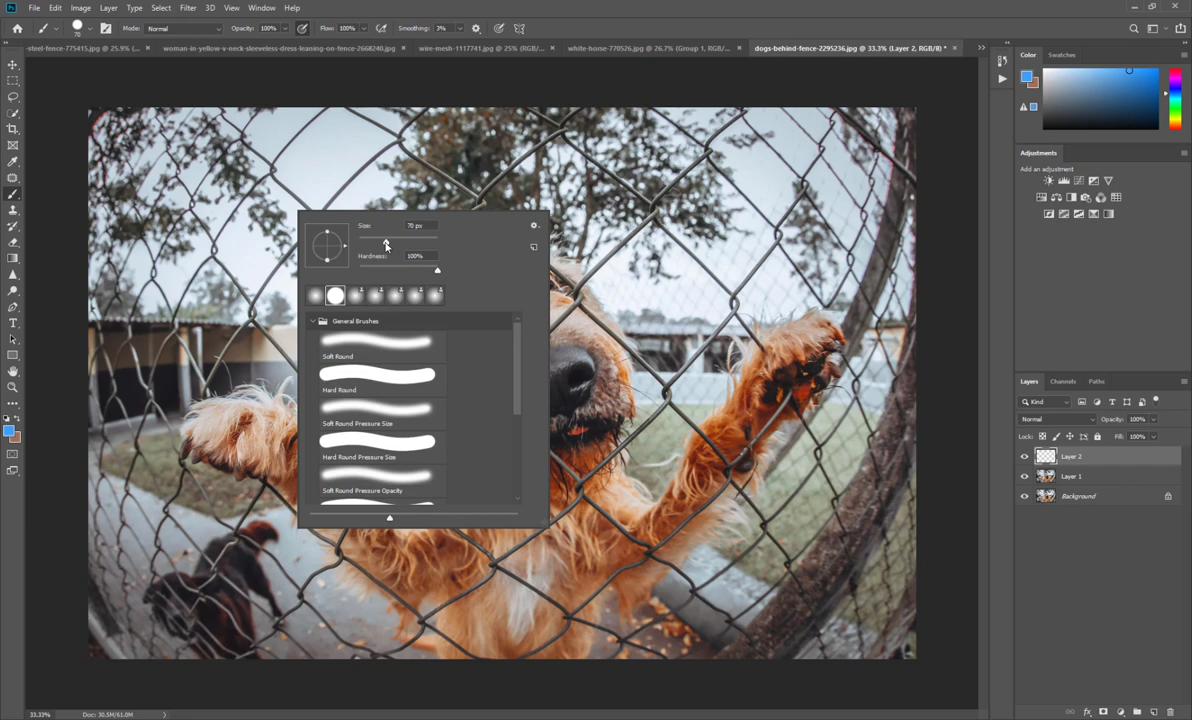 Ps File Edit Image Layer Type Select Filter 3D View Window Help
70 Mode: Normal Opacity: 100% Flow: 100% Smoothing: 3%
-steel-fence-775415.jpg @ 25.9% (... × woman-in-yellow-v-neck-sleeveless-dress-leaning-on-fence-2668240.jpg × wire-mesh-1117741.jpg @ 25% (RGB/... × white-horse-770526.jpg @ 26.7% (Group 1, RGB/... × dogs-behind-fence-2295236.jpg @ 33.3% (Layer 2, RGB/8) * ×
Color Swatches
Adjustments
Add an adjustment
Size: 70 px
Hardness: 100%
General Brushes
Soft Round
Hard Round
Soft Round Pressure Size
Hard Round Pressure Size
Soft Round Pressure Opacity
Layers Channels Paths
Kind
Normal Opacity: 100%
Lock: Fill: 100%
Layer 2
Layer 1
Background
33.33% Doc: 30.5M/61.0M